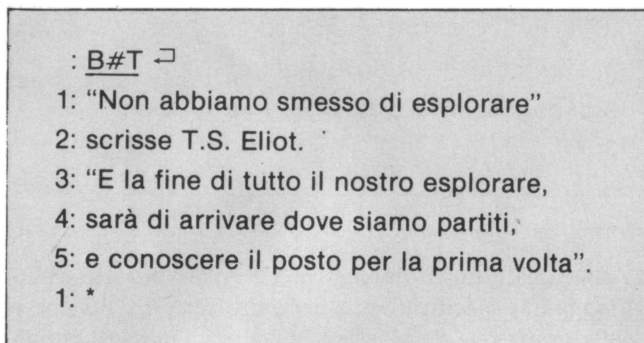 : B#T ↵
1: “Non abbiamo smesso di esplorare”
2: scrisse T.S. Eliot.
3: “E la fine di tutto il nostro esplorare,
4: sarà di arrivare dove siamo partiti,
5: e conoscere il posto per la prima volta”.
1: *